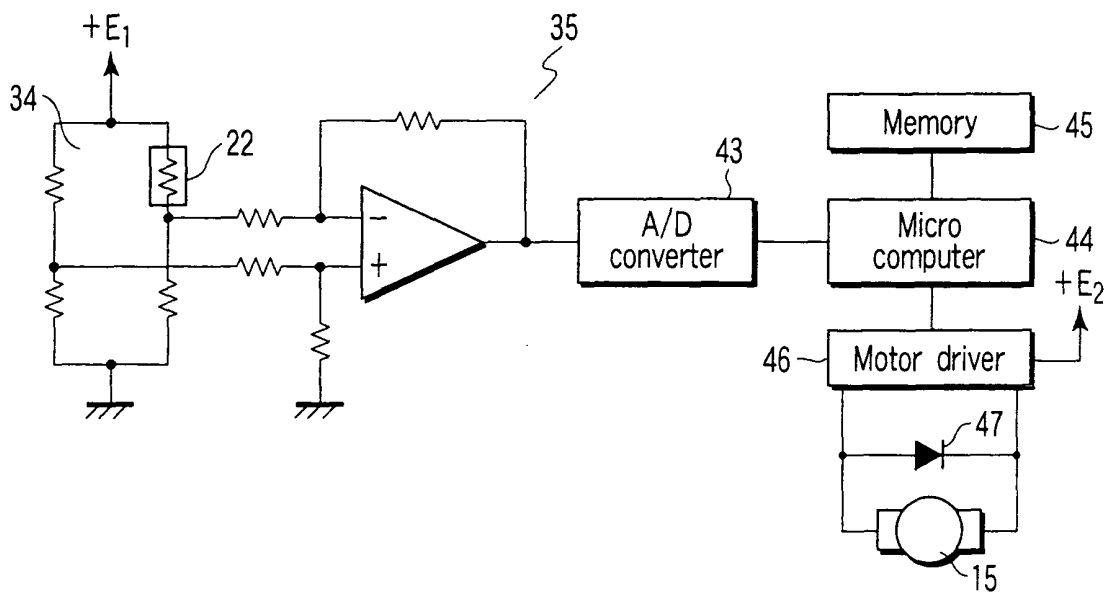 +E1
35
34
22
Memory
45
43
A/D
converter
Micro
computer
44
+E2
46
Motor driver
47
15
−
+